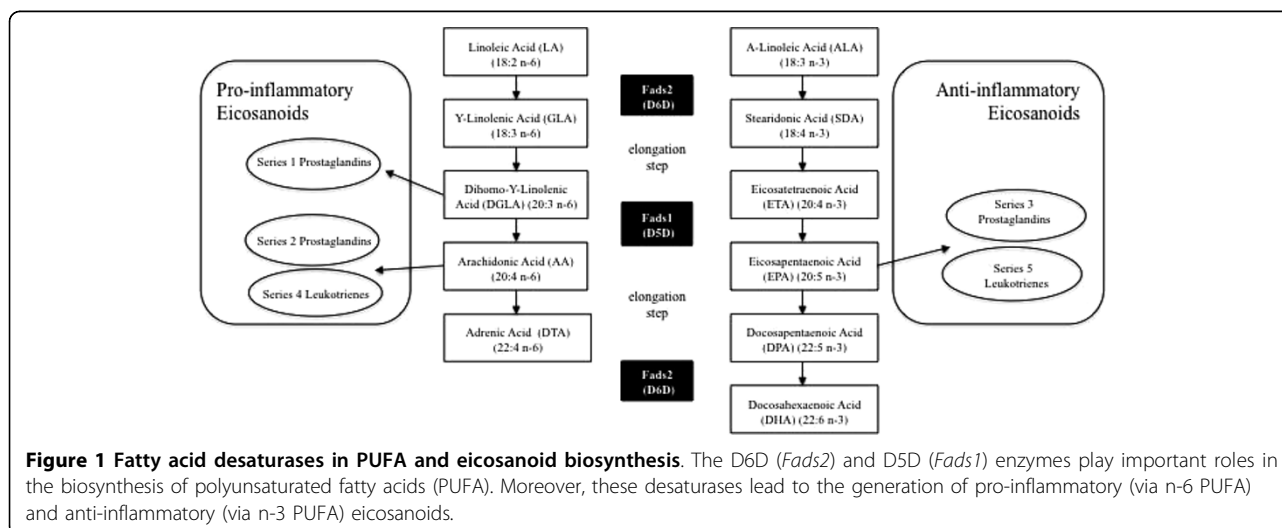 Pro-inflammatory
Eicosanoids
Series 1 Prostaglandins
Series 2 Prostaglandins
Series 4 Leukotrienes
Linoleic Acid (LA)
(18:2 n-6)
Y-Linolenic Acid (GLA)
(18:3 n-6)
Dihomo-Y-Linolenic
Acid (DGLA) (20:3 n-6)
Arachidonic Acid (AA)
(20:4 n-6)
Adrenic Acid (DTA)
(22:4 n-6)
Fads2
(D6D)
elongation
step
Fads1
(D5D)
elongation
step
Fads2
(D6D)
A-Linoleic Acid (ALA)
(18:3 n-3)
Stearidonic Acid (SDA)
(18:4 n-3)
Eicosatetraenoic Acid
(ETA) (20:4 n-3)
Eicosapentaenoic Acid
(EPA) (20:5 n-3)
Docosapentaenoic Acid
(DPA) (22:5 n-3)
Docosahexaenoic Acid
(DHA) (22:6 n-3)
Anti-inflammatory
Eicosanoids
Series 3
Prostaglandins
Series 5
Leukotrienes
Figure 1 Fatty acid desaturases in PUFA and eicosanoid biosynthesis. The D6D (Fads2) and D5D (Fads1) enzymes play important roles in
the biosynthesis of polyunsaturated fatty acids (PUFA). Moreover, these desaturases lead to the generation of pro-inflammatory (via n-6 PUFA)
and anti-inflammatory (via n-3 PUFA) eicosanoids.